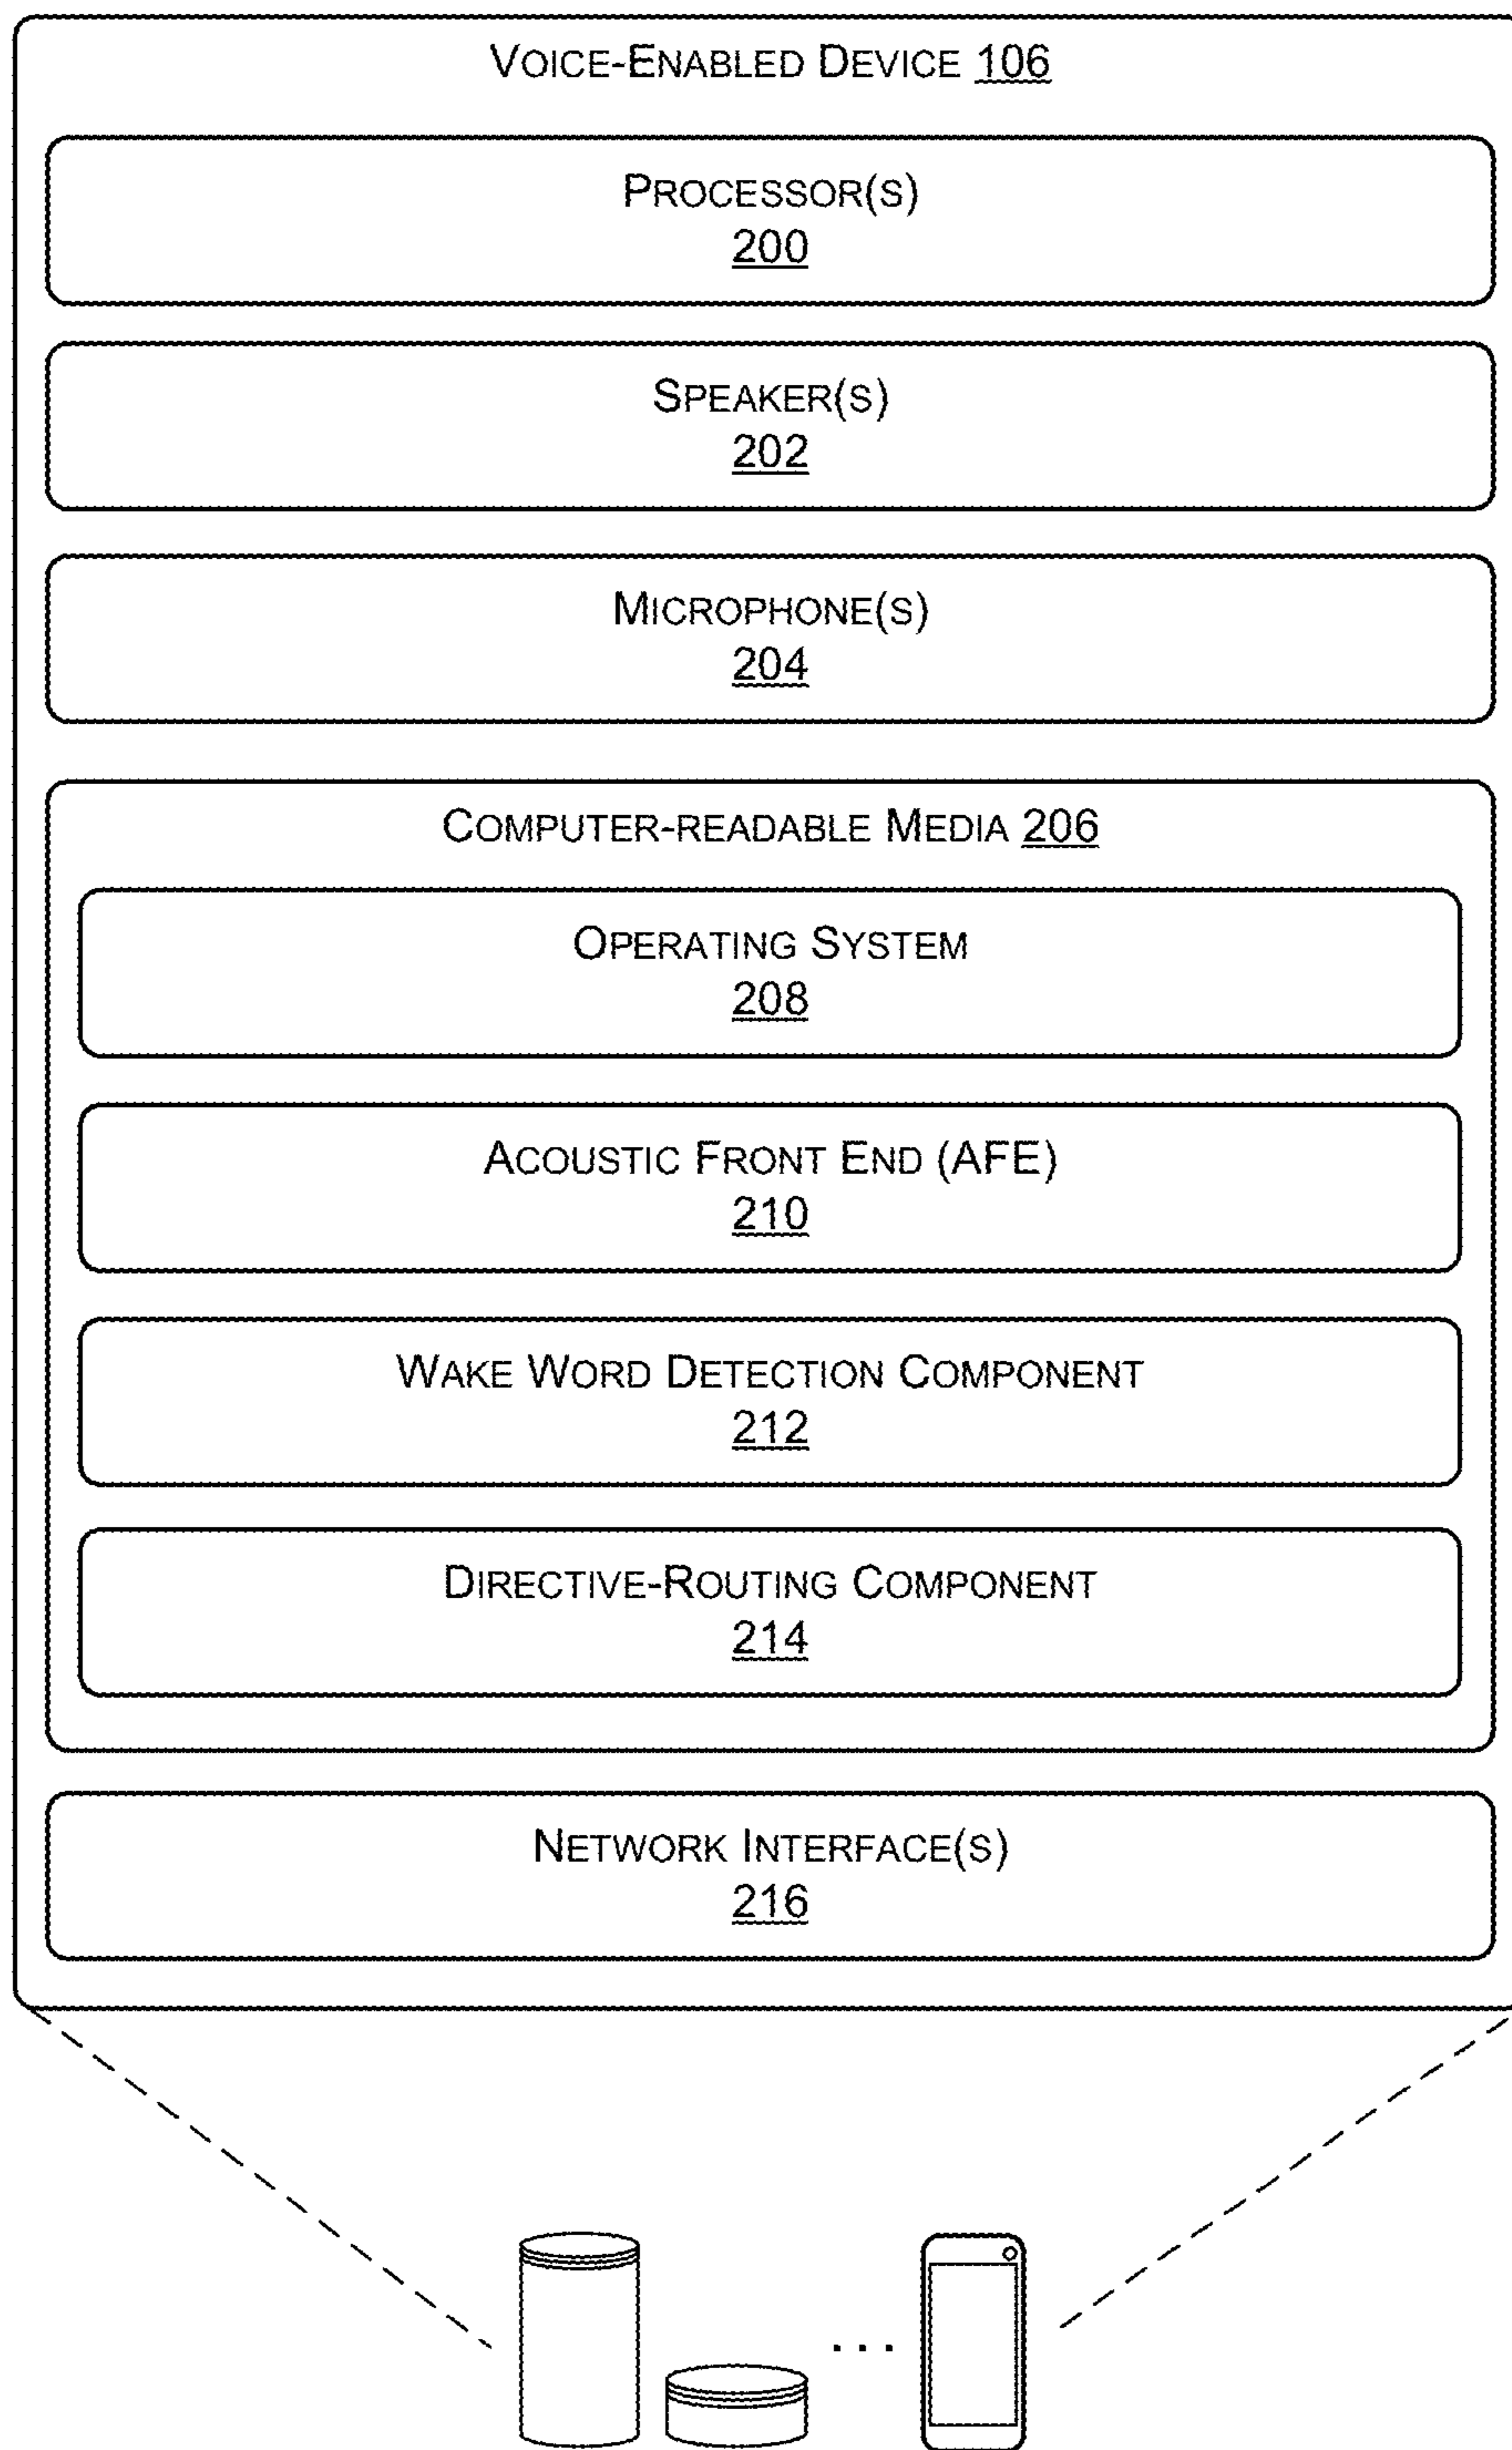 VOICE-ENABLED DEVICE 106
PROCESSOR(S)
200
SPEAKER(S)
202
MICROPHONE(S)
204
COMPUTER-READABLE MEDIA 206
OPERATING SYSTEM
208
ACOUSTIC FRONT END (AFE)
210
WAKE WORD DETECTION COMPONENT
212
DIRECTIVE-ROUTING COMPONENT
214
NETWORK INTERFACE(S)
216
...